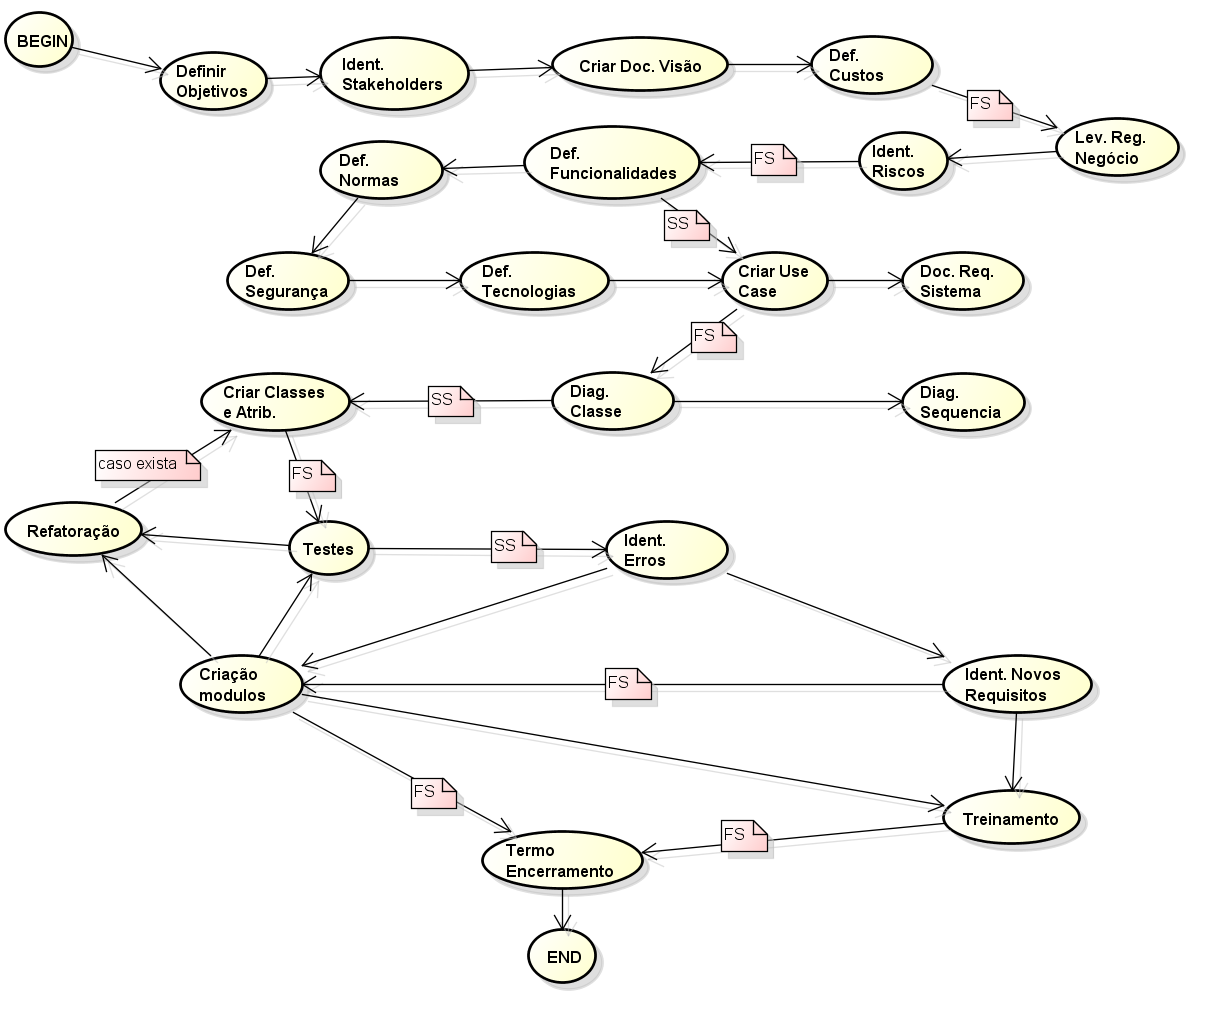 BEGIN
Definir
Objetivos
Ident.
Stakeholders
Criar Doc. Visão
Def.
Custos
FS
Lev. Reg.
Negócio
Ident.
Riscos
FS
Def.
Funcionalidades
Def.
Normas
SS
Def.
Segurança
Def.
Tecnologias
Criar Use
Case
Doc. Req.
Sistema
FS
Diag.
Classe
Diag.
Sequencia
SS
Criar Classes
e Atrib.
caso exista
FS
Refatoração
Testes
SS
Ident.
Erros
Criação
modulos
FS
Ident. Novos
Requisitos
FS
Treinamento
FS
Termo
Encerramento
END